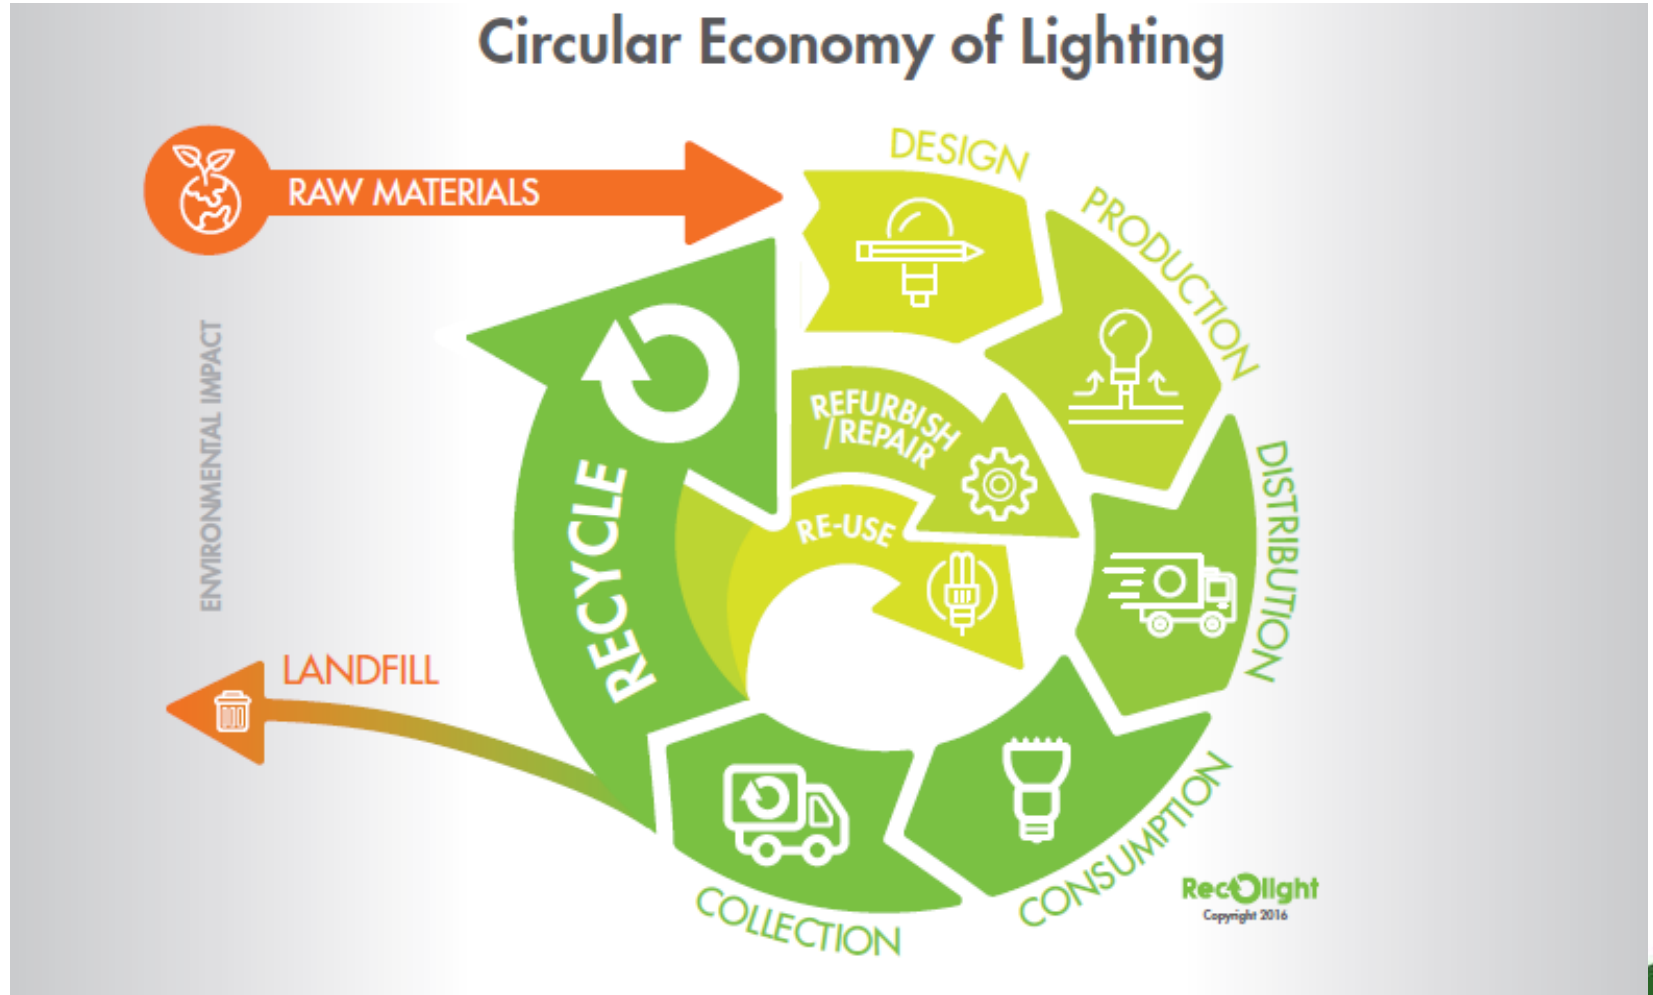 Circular Economy of Lighting
RAW MATERIALS
DESIGN
PRODUCTION
DISTRIBUTION
CONSUMPTION
COLLECTION
RECYCLE
REFURBISH
/REPAIR
RE-USE
ENVIRONMENTAL IMPACT
LANDFILL
Recolight
Copyright 2016